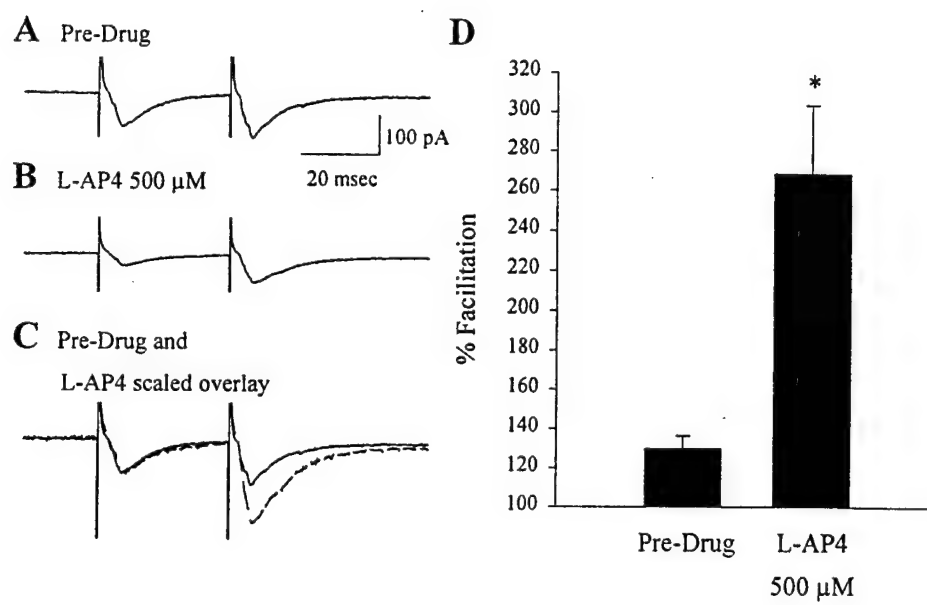 A Pre-Drug
100 pA
20 msec
B L-AP4 500 µM
C Pre-Drug and
L-AP4 scaled overlay
D
320
300
280
260
240
220
200
180
160
140
120
100
% Facilitation
*
Pre-Drug
L-AP4
500 µM